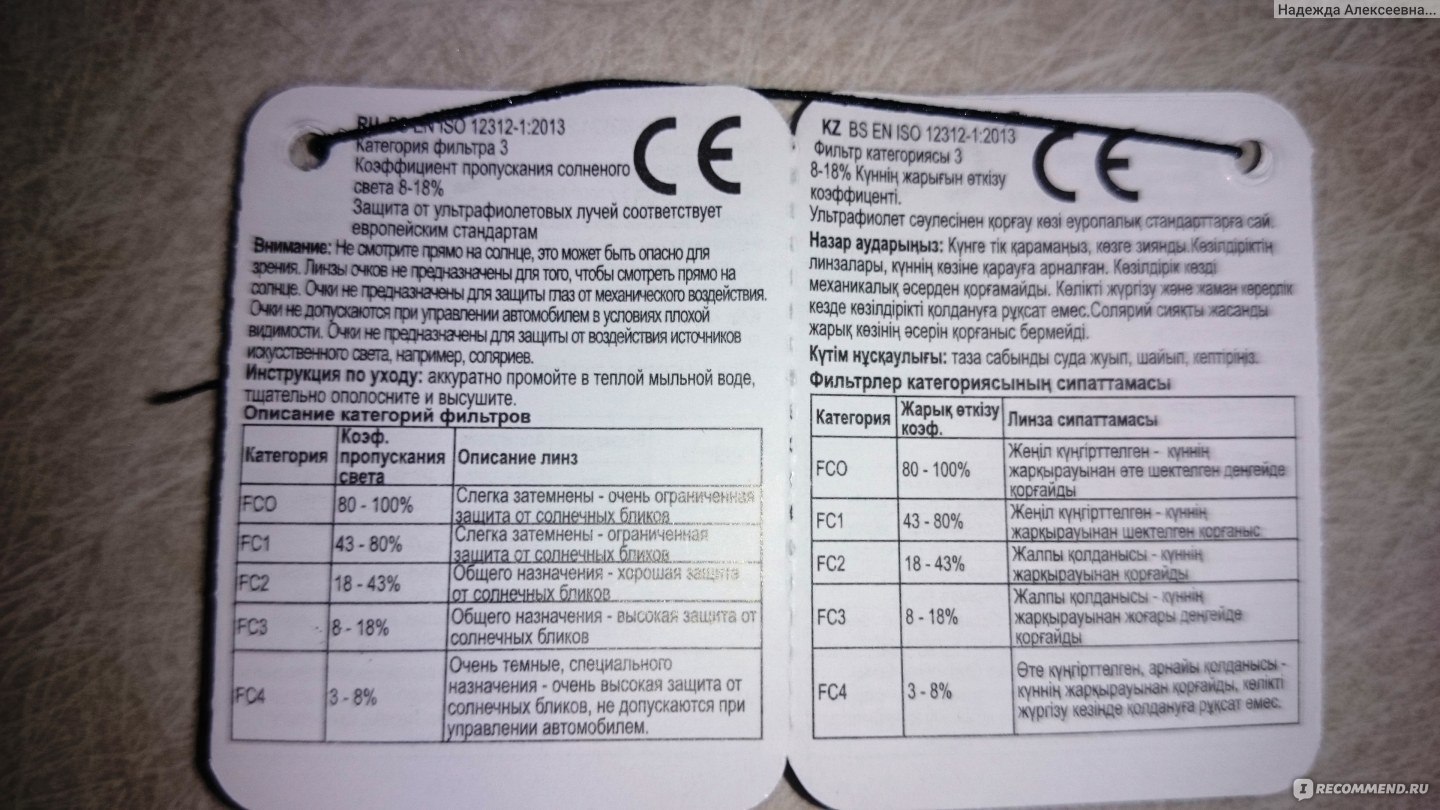 Надежда Алексеевна...
RU BS EN ISO 12312-1:2013
Категория фильтра 3
Коэффициент пропускания солненого
света 8-18%
Защита от ультрафиолетовых лучей соответствует
европейским стандартам
CE
Внимание: Не смотрите прямо на солнце, это может быть опасно для
зрения. Линзы очков не предназначены для того, чтобы смотреть прямо на
солнце. Очки не предназначены для защиты глаз от механического воздействия.
Очки не допускаются при управлении автомобилем в условиях плохой
видимости. Очки не предназначены для защиты от воздействия источников
искусственного света, например, соляриев.
Инструкция по уходу: аккуратно промойте в теплой мыльной воде,
тщательно ополосните и высушите.
Описание категорий фильтров
Категория
Коэф.
пропускания
света
Описание линз
FCO
80 - 100%
Слегка затемнены - очень ограниченная
защита от солнечных бликов
FC1
43 - 80%
Слегка затемнены - ограниченная
защита от солнечных бликов
FC2
18 - 43%
Общего назначения - хорошая защита
от солнечных бликов
FC3
8 - 18%
Общего назначения - высокая защита от
солнечных бликов
FC4
3 - 8%
Очень темные, специального
назначения - очень высокая защита от
солнечных бликов, не допускаются при
управлении автомобилем.
KZ BS EN ISO 12312-1:2013
Фильтр категориясы 3
8-18% Күннің жарығын өткізу
коэффиценті.
Ультрафиолет сәулесінен қорғау көзі еуропалық стандарттарға сай.
CE
Назар аударыңыз: Күнге тік қарамаңыз, көзге зиянды.Көзілдіріктің
линзалары, күннің көзіне қарауға арналған. Көзілдірік көзді
механикалық әсерден қорғамайды. Көлікті жүргізу және жаман көрерлік
кезде көзілдірікті қолдануға рұқсат емес.Солярий сияқты жасанды
жарық көзінің әсерін қорғаныс бермейді.
Күтім нұсқаулығы: таза сабынды суда жуып, шайып, кептіріңіз.
Фильтрлер категориясының сипаттамасы
Категория
Жарық өткізу
коэф.
Линза сипаттамасы
FCO
80 - 100%
Жеңіл күңгірттелген - күннің
жарқырауынан өте шектелген деңгейде
қорғайды
FC1
43 - 80%
Жеңіл күңгірттелген - күннің
жарқырауынан шектелген қорғаныс
FC2
18 - 43%
Жалпы қолданысы - күннің
жарқырауынан қорғайды
FC3
8 - 18%
Жалпы қолданысы - күннің
жарқырауынан жоғары деңгейде
қорғайды
FC4
3 - 8%
Өте күңгірттелген, арнайы қолданысы -
күннің жарқырауынан қорғайды, көлікті
жүргізу кезінде қолдануға рұқсат емес.
IRECOMMEND.RU